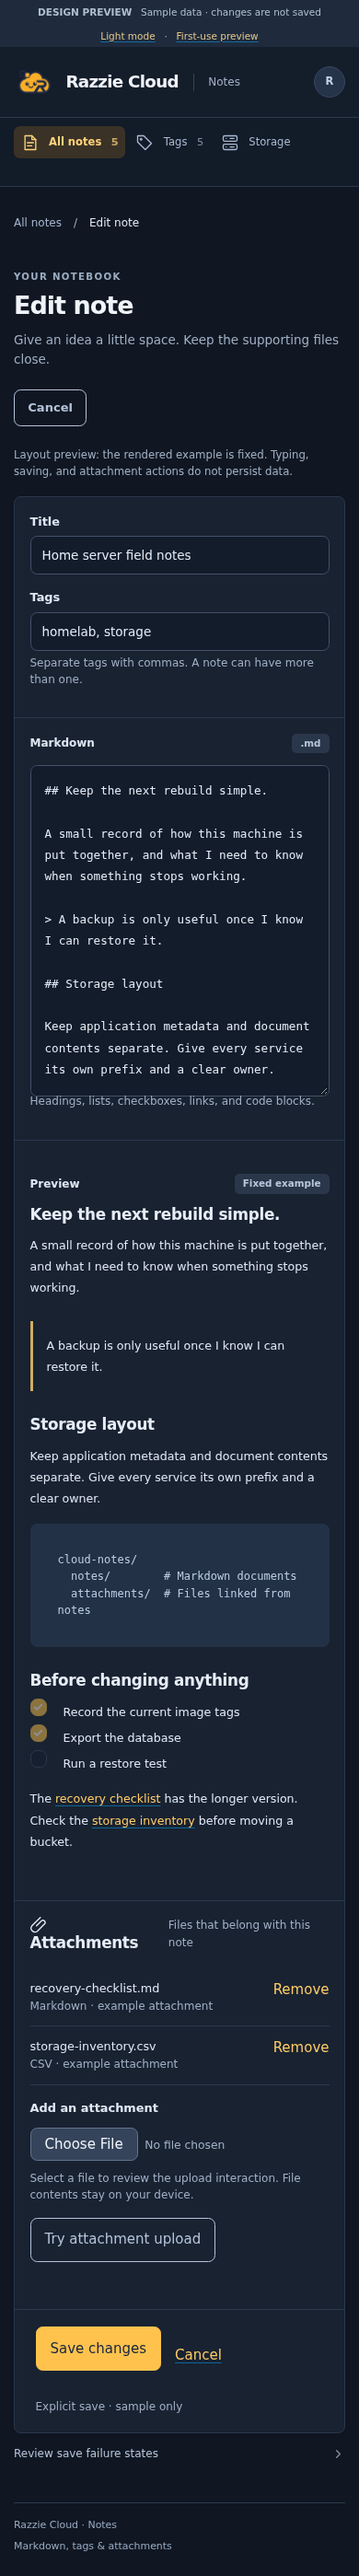 DESIGN PREVIEW Sample data · changes are not saved
Light mode · First-use preview
Razzie Cloud Notes R
All notes 5 Tags 5 Storage
All notes / Edit note
YOUR NOTEBOOK
Edit note
Give an idea a little space. Keep the supporting files
close.
Cancel
Layout preview: the rendered example is fixed. Typing,
saving, and attachment actions do not persist data.
Title
Home server field notes
Tags
homelab, storage
Separate tags with commas. A note can have more
than one.
Markdown .md
## Keep the next rebuild simple.
A small record of how this machine is
put together, and what I need to know
when something stops working.
> A backup is only useful once I know
I can restore it.
## Storage layout
Keep application metadata and document
contents separate. Give every service
its own prefix and a clear owner.
Headings, lists, checkboxes, links, and code blocks.
Preview Fixed example
Keep the next rebuild simple.
A small record of how this machine is put together,
and what I need to know when something stops
working.
A backup is only useful once I know I can
restore it.
Storage layout
Keep application metadata and document contents
separate. Give every service its own prefix and a
clear owner.
cloud-notes/
notes/ # Markdown documents
attachments/ # Files linked from
notes
Before changing anything
Record the current image tags
Export the database
Run a restore test
The recovery checklist has the longer version.
Check the storage inventory before moving a
bucket.
Attachments Files that belong with this
note
recovery-checklist.md Remove
Markdown · example attachment
storage-inventory.csv Remove
CSV · example attachment
Add an attachment
Choose File No file chosen
Select a file to review the upload interaction. File
contents stay on your device.
Try attachment upload
Save changes Cancel
Explicit save · sample only
Review save failure states
Razzie Cloud · Notes
Markdown, tags & attachments